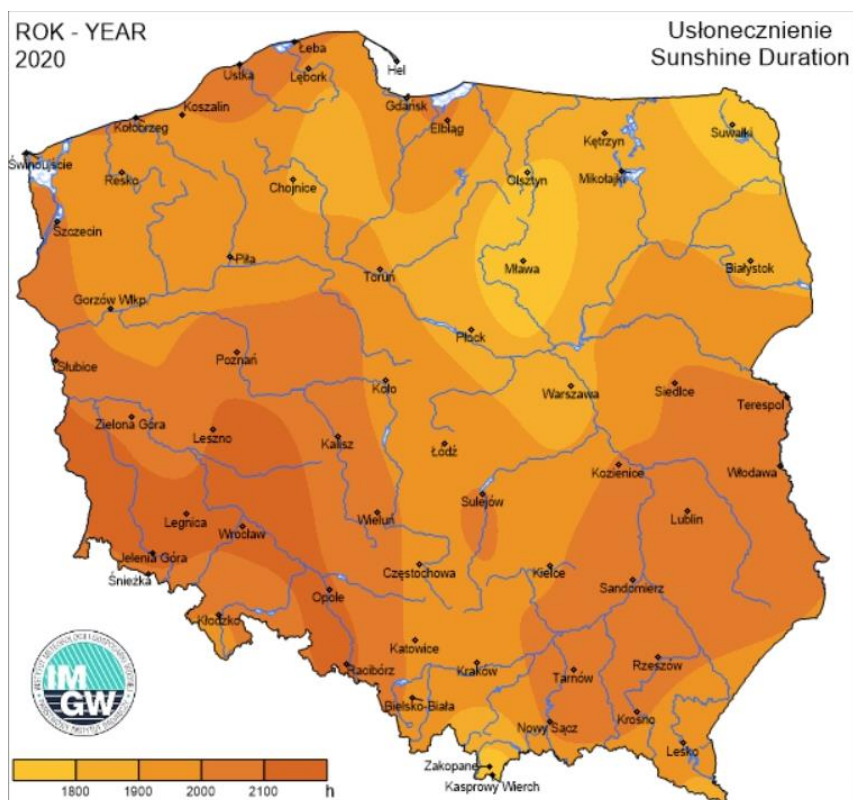 ROK - YEAR
2020
Usłonecznienie
Sunshine Duration
Łeba
Ustka
Lębork
Hel
Koszalin
Gdańsk
Kołobrzeg
Elbląg
Suwałki
Kętrzyn
Świnoujście
Resko
Chojnice
Olsztyn
Mikołajki
Szczecin
Piła
Toruń
Mława
Białystok
Gorzów Wlkp.
Płock
Słubice
Poznań
Koło
Warszawa
Siedlce
Terespol
Zielona Góra
Leszno
Kalisz
Łódź
Kozienice
Włodawa
Sulejów
Legnica
Wrocław
Wieluń
Lublin
Jelenia Góra
Śnieżka
Częstochowa
Kielce
Opole
Sandomierz
Kłodzko
Katowice
Kraków
Racibórz
Tarnów
Rzeszów
Bielsko-Biała
Nowy Sącz
Krosno
Lesko
Zakopane
Kasprowy Wierch
IM
GW
1800 1900 2000 2100 h